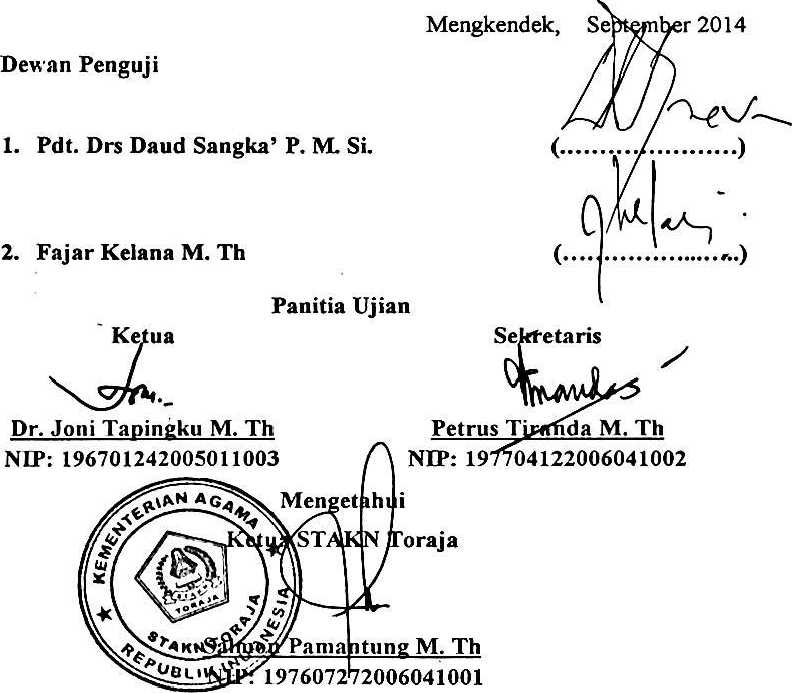 Mengkendek, September 2014
Dewan Penguji
1. Pdt. Drs Daud Sangka' P. M. Si.
(........................)
2. Fajar Kelana M. Th
(........................)
Panitia Ujian
Ketua Sekretaris
Dr. Joni Tapingku M. Th Petrus Tiranda M. Th
NIP: 196701242005011003 NIP: 197704122006041002
Mengetahui
Ketua STAKN Toraja
KEMENTERIAN AGAMA
TORAJA
STAKN TORAJA
REPUBLIK INDONESIA
Pamantung M. Th
NIP: 197607272006041001